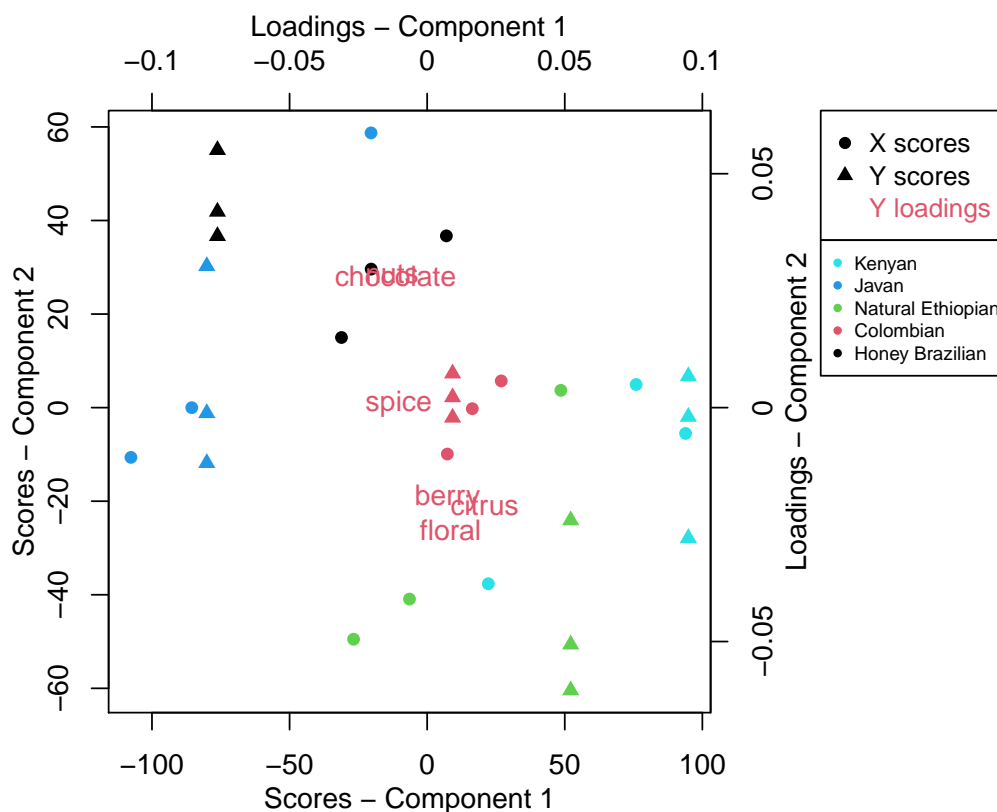 Loadings − Component 1
−0.1 −0.05 0 0.05 0.1
60
40
20
0
−20
−40
−60
Scores − Component 2
chocolate
nuts
spice
berry
citrus
floral
0.05
0
−0.05
Loadings − Component 2
−100 −50 0 50 100
Scores − Component 1
X scores
Y scores
Y loadings
Kenyan
Javan
Natural Ethiopian
Colombian
Honey Brazilian